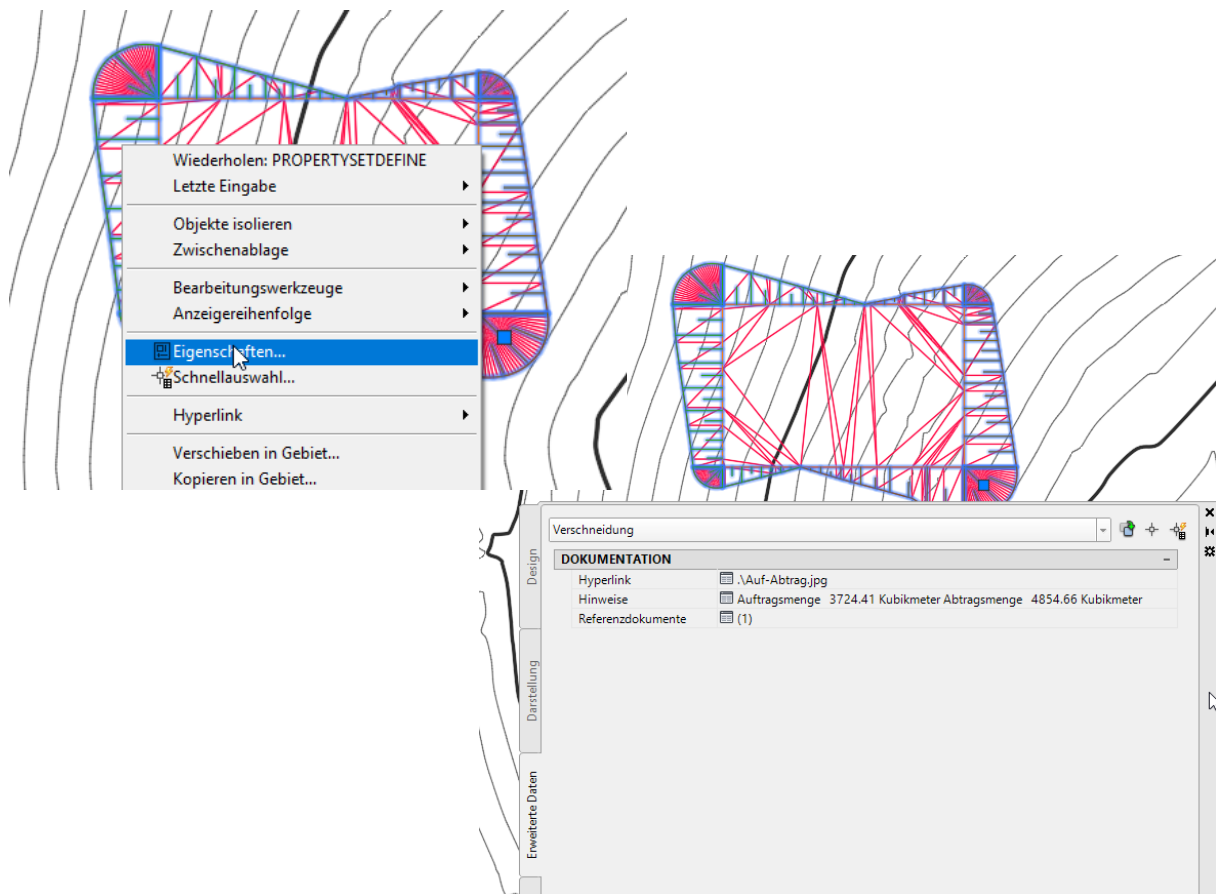 Wiederholen: PROPERTYSETDEFINE
Letzte Eingabe
Objekte isolieren
Zwischenablage
Bearbeitungswerkzeuge
Anzeigereihenfolge
Eigenschaften...
Schnellauswahl...
Hyperlink
Verschieben in Gebiet...
Kopieren in Gebiet...
Verschneidung
DOKUMENTATION
Hyperlink .\Auf-Abtrag.jpg
Hinweise Auftragsmenge 3724.41 Kubikmeter Abtragsmenge 4854.66 Kubikmeter
Referenzdokumente (1)
Design
Darstellung
Erweiterte Daten